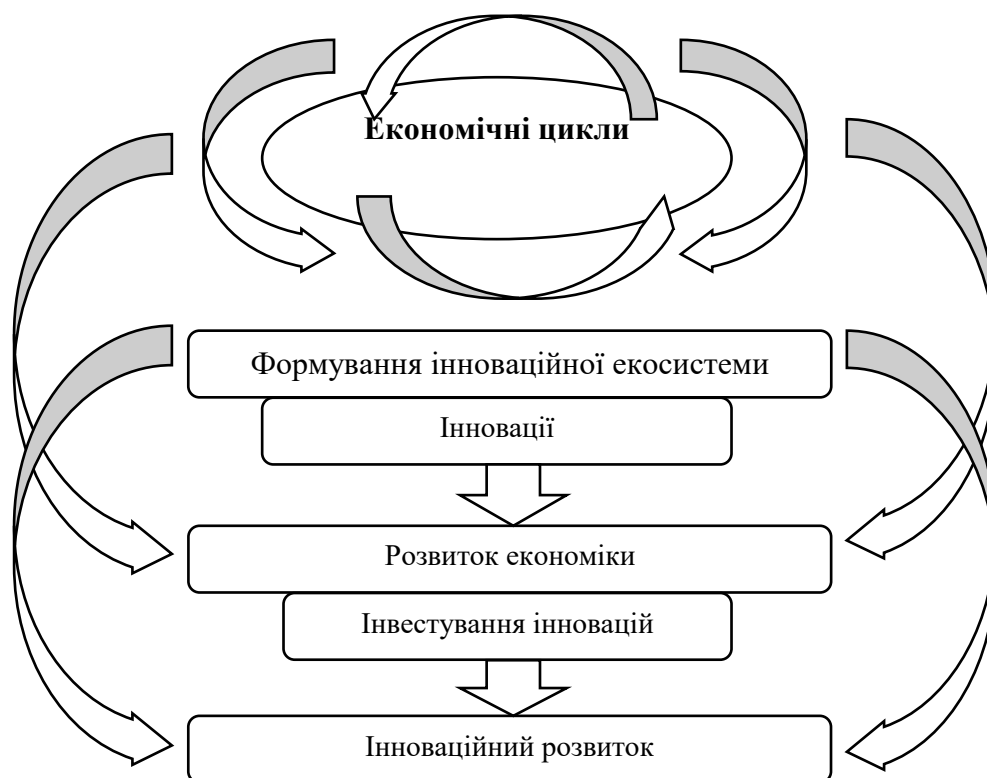 Економічні цикли
Формування інноваційної екосистеми
Інновації
Розвиток економіки
Інвестування інновацій
Інноваційний розвиток